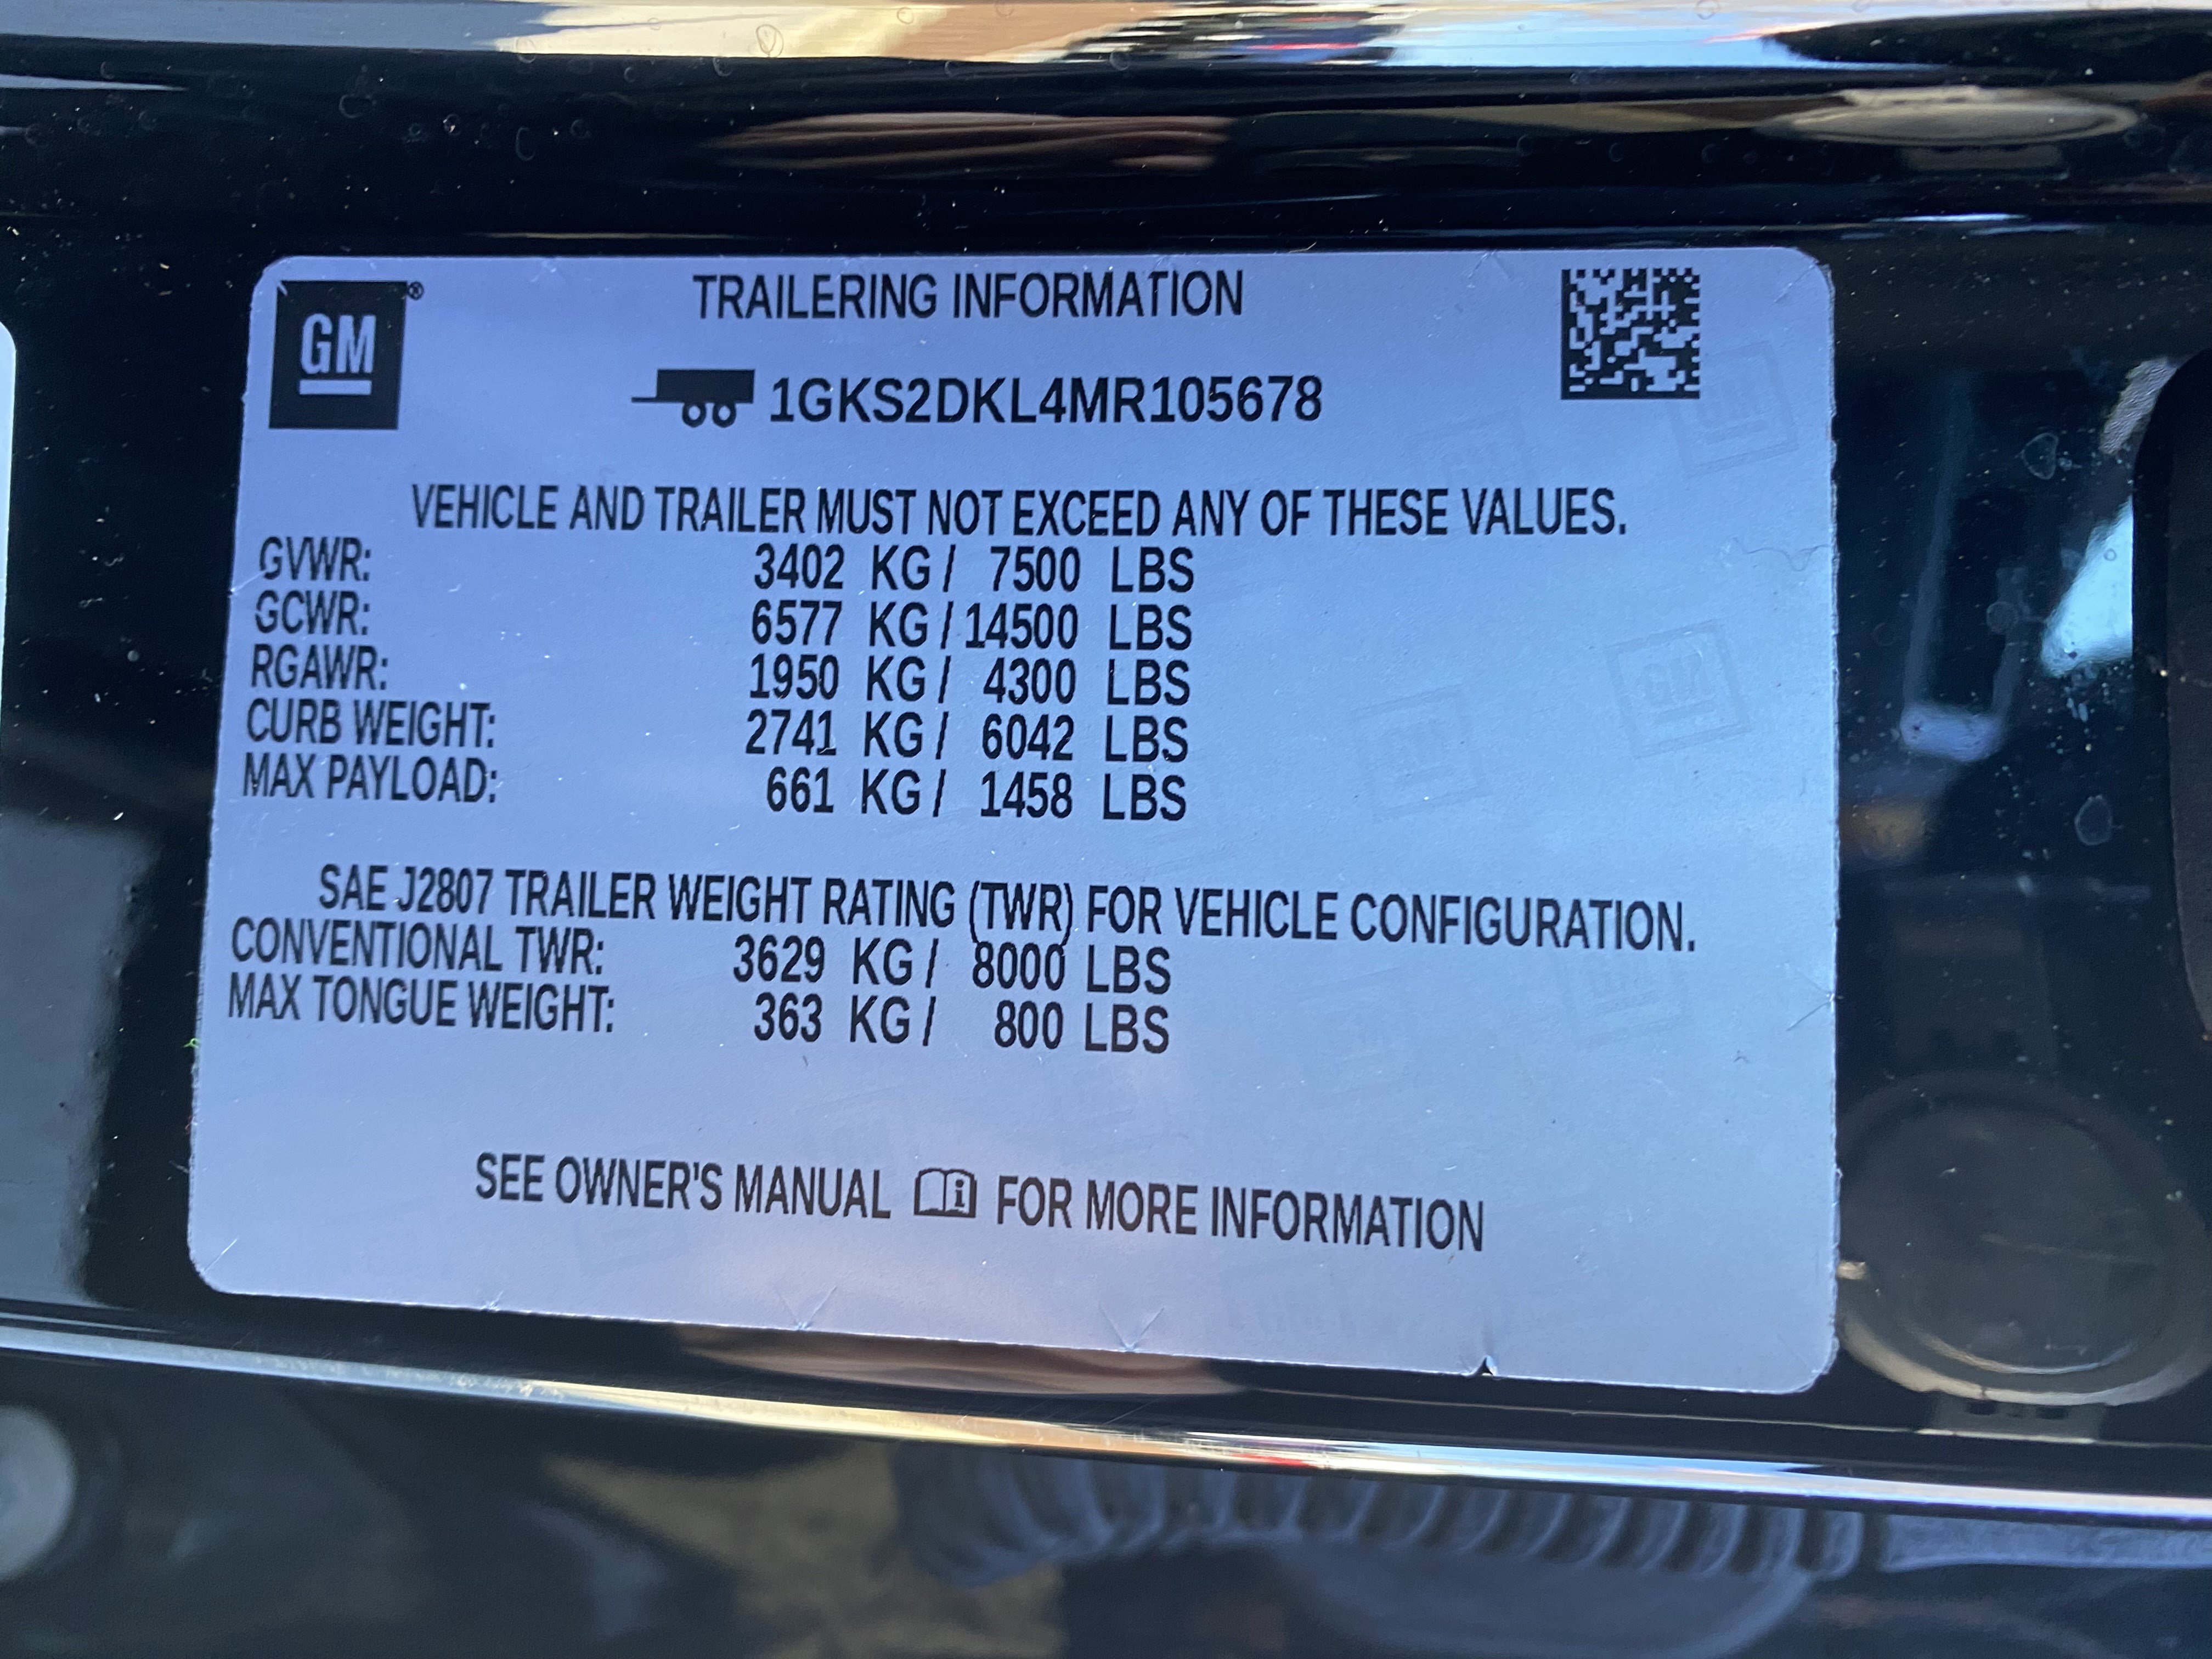 GM®
TRAILERING INFORMATION
1GKS2DKL4MR105678
VEHICLE AND TRAILER MUST NOT EXCEED ANY OF THESE VALUES.
GVWR: 3402 KG / 7500 LBS
GCWR: 6577 KG / 14500 LBS
RGAWR: 1950 KG / 4300 LBS
CURB WEIGHT: 2741 KG / 6042 LBS
MAX PAYLOAD: 661 KG / 1458 LBS
SAE J2807 TRAILER WEIGHT RATING (TWR) FOR VEHICLE CONFIGURATION.
CONVENTIONAL TWR: 3629 KG / 8000 LBS
MAX TONGUE WEIGHT: 363 KG / 800 LBS
SEE OWNER'S MANUAL i FOR MORE INFORMATION